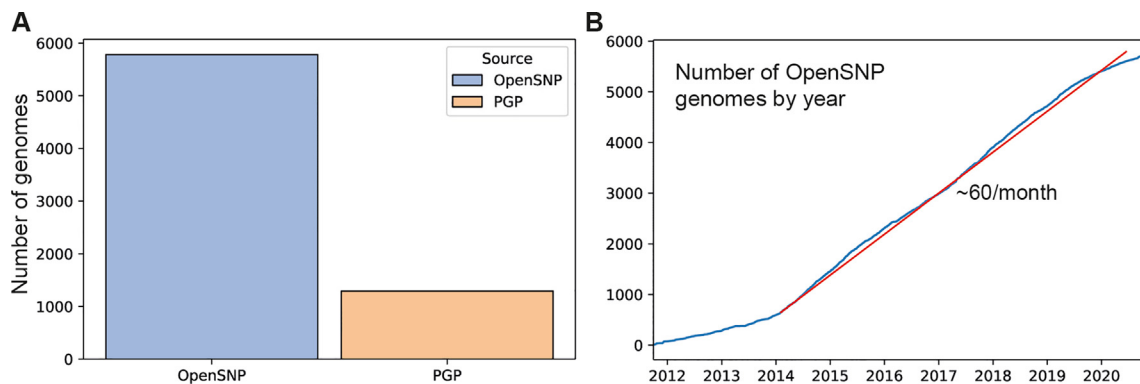 A
Number of genomes
6000
5000
4000
3000
2000
1000
0
OpenSNP
PGP
Source
OpenSNP
PGP
B
6000
5000
4000
3000
2000
1000
0
Number of OpenSNP
genomes by year
~60/month
2012 2013 2014 2015 2016 2017 2018 2019 2020